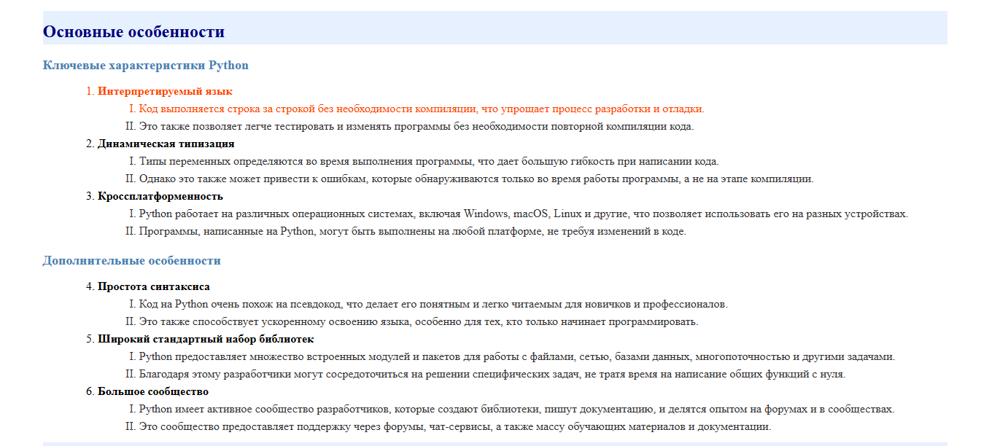 Основные особенности
Ключевые характеристики Python
1. Интерпретируемый язык
I. Код выполняется строка за строкой без необходимости компиляции, что упрощает процесс разработки и отладки.
II. Это также позволяет легче тестировать и изменять программы без необходимости повторной компиляции кода.
2. Динамическая типизация
I. Типы переменных определяются во время выполнения программы, что дает большую гибкость при написании кода.
II. Однако это также может привести к ошибкам, которые обнаруживаются только во время работы программы, а не на этапе компиляции.
3. Кроссплатформенность
I. Python работает на различных операционных системах, включая Windows, macOS, Linux и другие, что позволяет использовать его на разных устройствах.
II. Программы, написанные на Python, могут быть выполнены на любой платформе, не требуя изменений в коде.
Дополнительные особенности
4. Простота синтаксиса
I. Код на Python очень похож на псевдокод, что делает его понятным и легко читаемым для новичков и профессионалов.
II. Это также способствует ускоренному освоению языка, особенно для тех, кто только начинает программировать.
5. Широкий стандартный набор библиотек
I. Python предоставляет множество встроенных модулей и пакетов для работы с файлами, сетью, базами данных, многопоточностью и другими задачами.
II. Благодаря этому разработчики могут сосредоточиться на решении специфических задач, не тратя время на написание общих функций с нуля.
6. Большое сообщество
I. Python имеет активное сообщество разработчиков, которые создают библиотеки, пишут документацию, и делятся опытом на форумах и в сообществах.
II. Это сообщество предоставляет поддержку через форумы, чат-сервисы, а также массу обучающих материалов и документации.